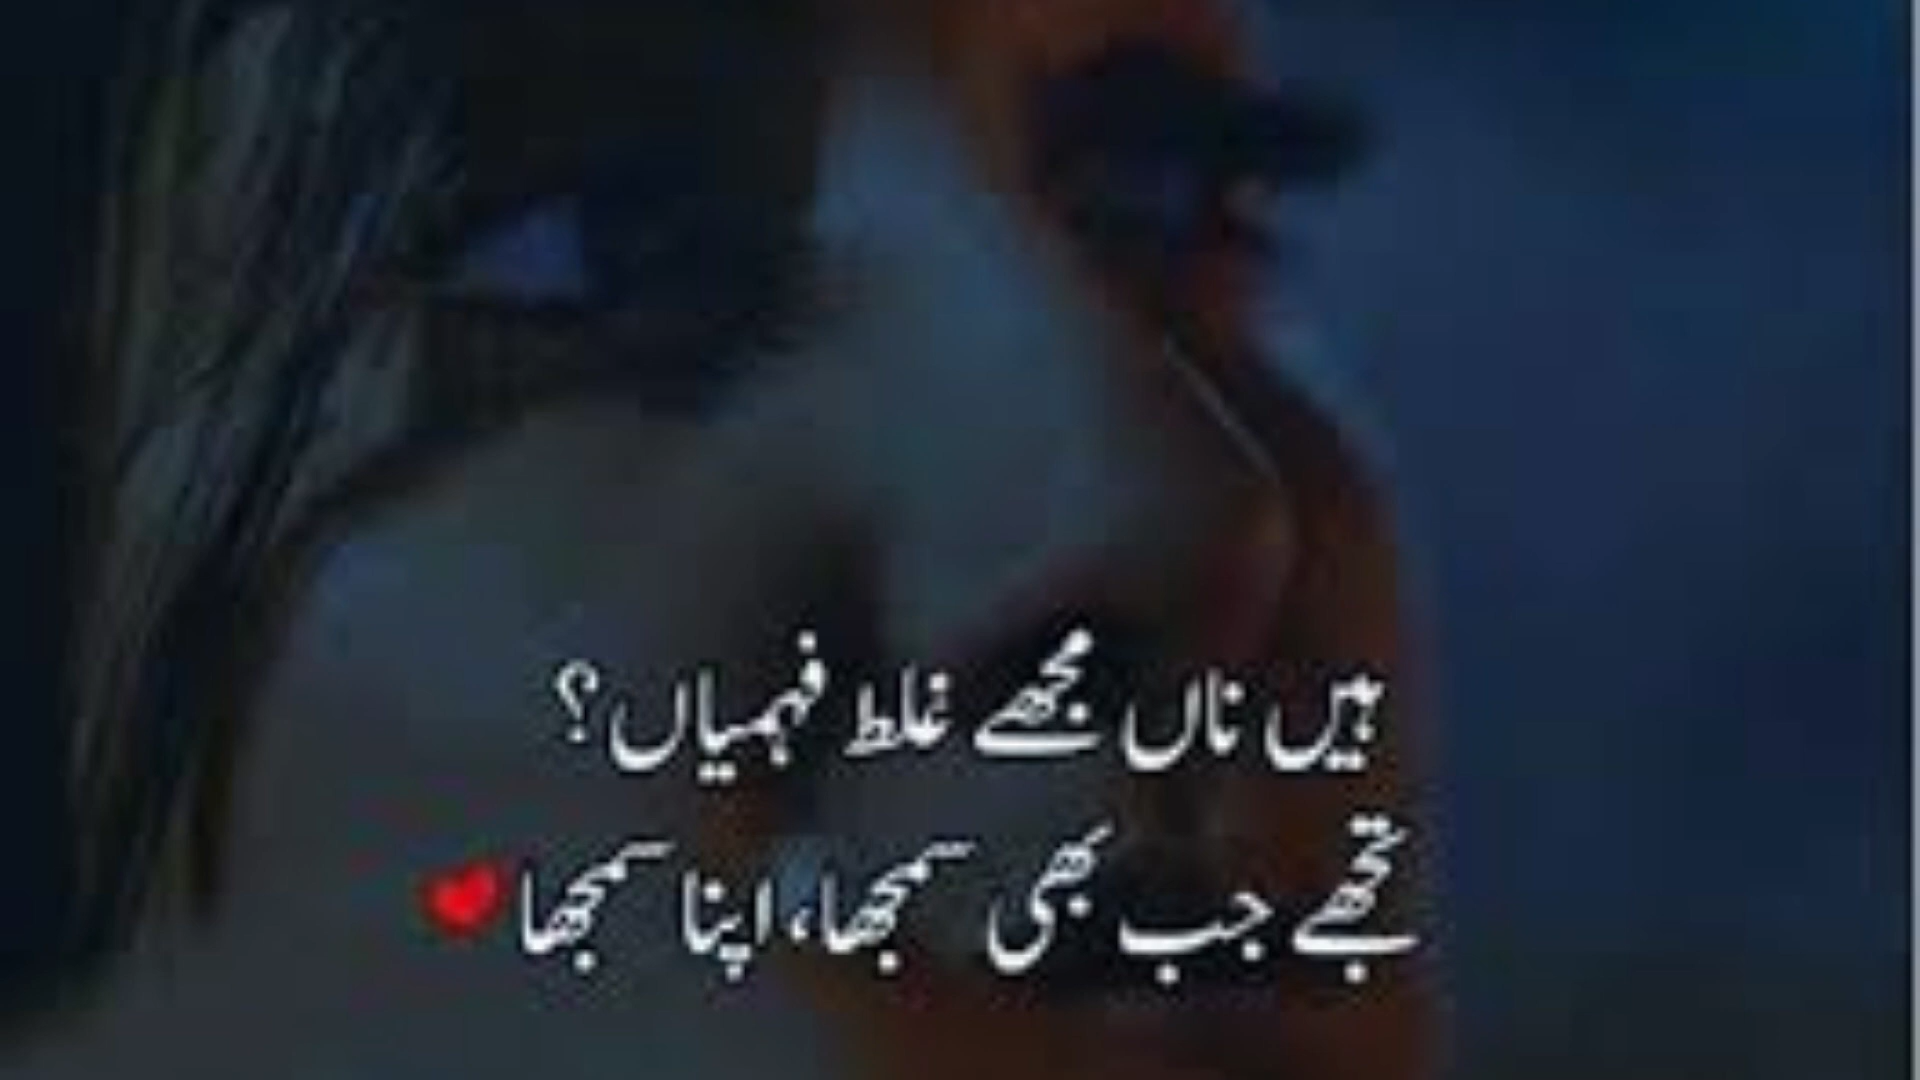 ہیں ناں مجھے غلط فہمیاں؟
تجھے جب بھی سمجھا، اپنا سمجھا❤